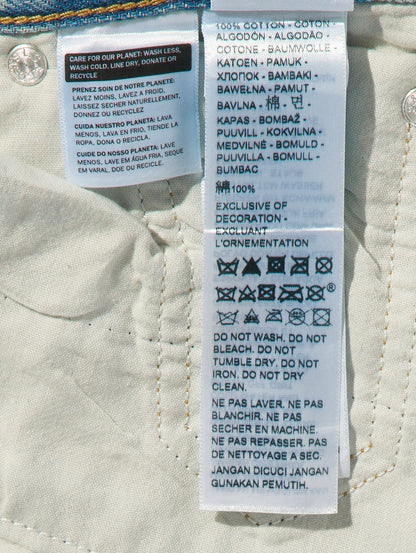 CARE FOR OUR PLANET: WASH LESS,
WASH COLD, LINE DRY, DONATE OR
RECYCLE
PRENEZ SOIN DE NOTRE PLANETE:
LAVEZ MOINS, LAVEZ A FROID,
LAISSEZ SECHER NATURELLEMENT,
DONNEZ OU RECYCLEZ
CUIDA NUESTRO PLANETA: LAVA
MENOS, LAVA EN FRIO, TIENDE LA
ROPA, DONA O RECICLA
CUIDE DO NOSSO PLANETA: LAVE
MENOS, LAVE EM ÁGUA FRIA, SEQUE
EM VARAL, DOE OU RECICLE
100% COTTON - COTON -
ALGODÓN - ALGODÃO -
COTONE - BAUMWOLLE -
KATOEN - PAMUK -
ХЛОПОК - BAMBAKI -
BAWEŁNA - PAMUT -
BAVLNA - 棉 - 면
KAPAS - BOMBAŽ -
PUUVILL - KOKVILNA -
MEDVILNĖ - BOMULD -
PUUVILLA - BOMULL -
BUMBAC
綿100%
EXCLUSIVE OF
DECORATION -
EXCLUANT
L'ORNEMENTATION
®
DO NOT WASH. DO NOT
BLEACH. DO NOT
TUMBLE DRY. DO NOT
IRON. DO NOT DRY
CLEAN.
NE PAS LAVER. NE PAS
BLANCHIR. NE PAS
SECHER EN MACHINE.
NE PAS REPASSER. PAS
DE NETTOYAGE A SEC.
JANGAN DICUCI JANGAN
GUNAKAN PEMUTIH.